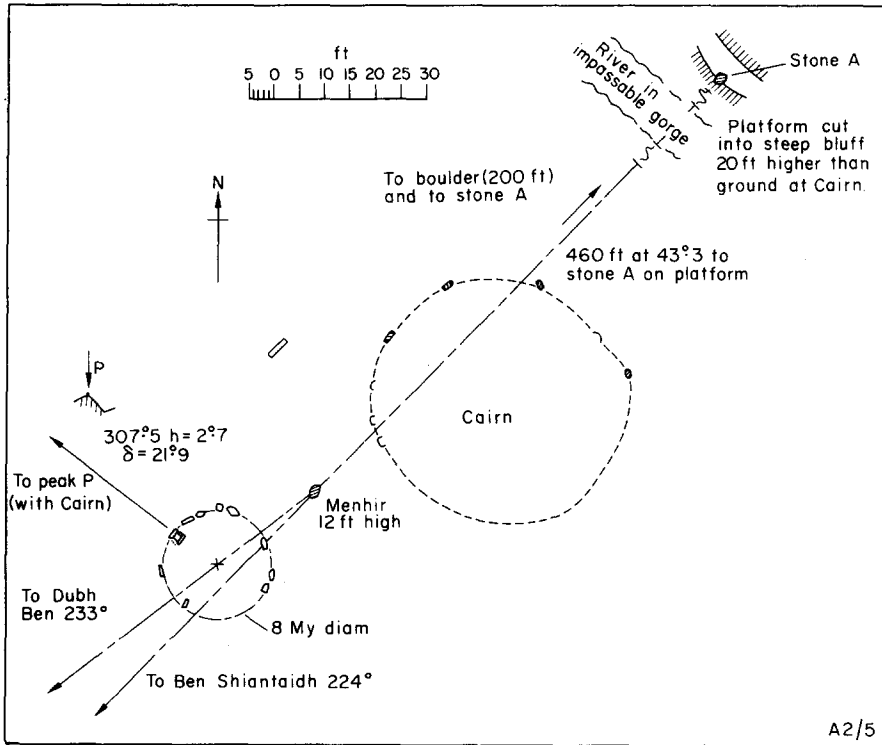 ft
5 0 10 20 30
River in
impassable gorge
Stone A
Platform cut
into steep bluff
20 ft higher than
ground at Cairn.
N
To boulder (200 ft)
and to stone A
460 ft at 43°.3 to
stone A on platform
P
307°.5 h = 2°.7
δ = 21°.9
To peak P
(with Cairn)
Cairn
Menhir
12 ft high
To Dubh
Ben 233°
8 My diam
To Ben Shiantaidh 224°
A2/5